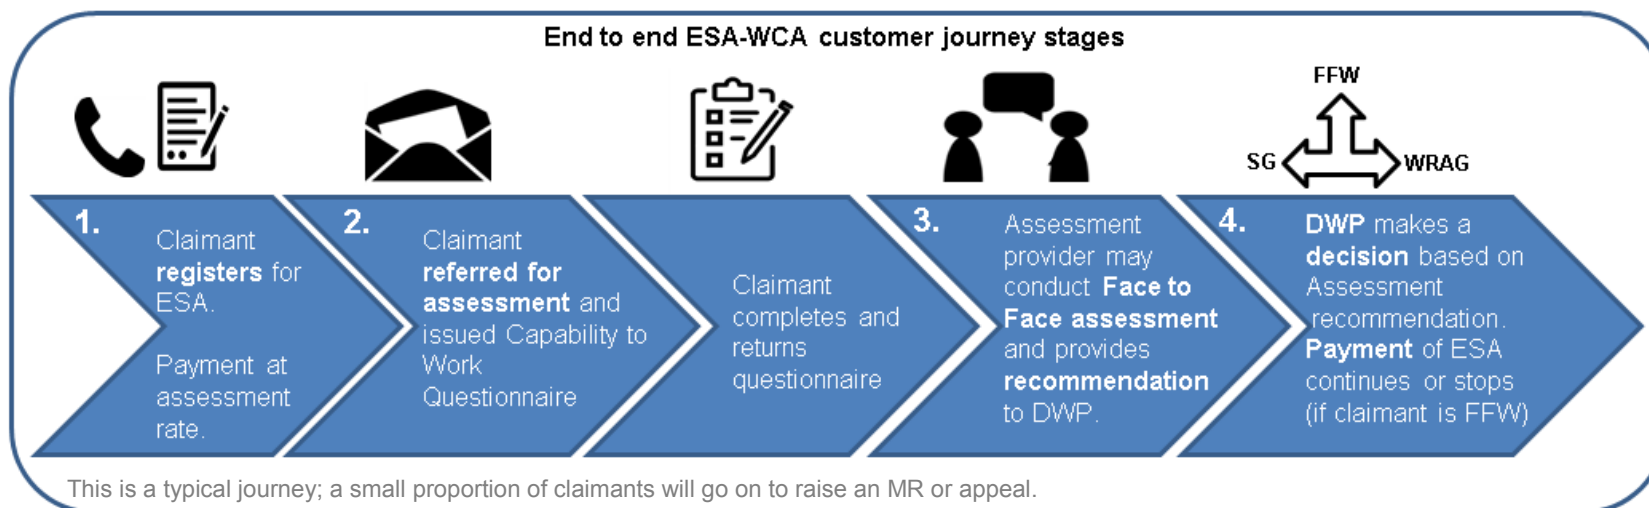 End to end ESA-WCA customer journey stages
FFW
SG
WRAG
1.
Claimant
registers for
ESA.
Payment at
assessment
rate.
2.
Claimant
referred for
assessment and
issued Capability to
Work
Questionnaire
Claimant
completes and
returns
questionnaire
3.
Assessment
provider may
conduct Face to
Face assessment
and provides
recommendation
to DWP.
4.
DWP makes a
decision based on
Assessment
recommendation.
Payment of ESA
continues or stops
(if claimant is FFW)
This is a typical journey; a small proportion of claimants will go on to raise an MR or appeal.